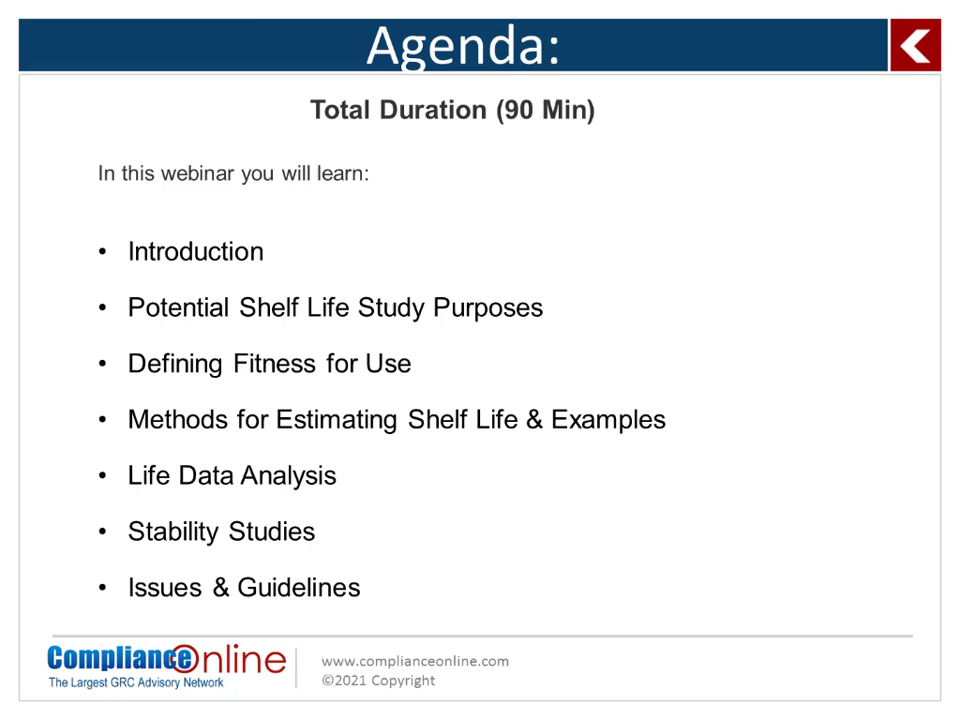 Agenda:
Total Duration (90 Min)
In this webinar you will learn:
• Introduction
• Potential Shelf Life Study Purposes
• Defining Fitness for Use
• Methods for Estimating Shelf Life & Examples
• Life Data Analysis
• Stability Studies
• Issues & Guidelines
ComplianceOnline
The Largest GRC Advisory Network
www.complianceonline.com
©2021 Copyright